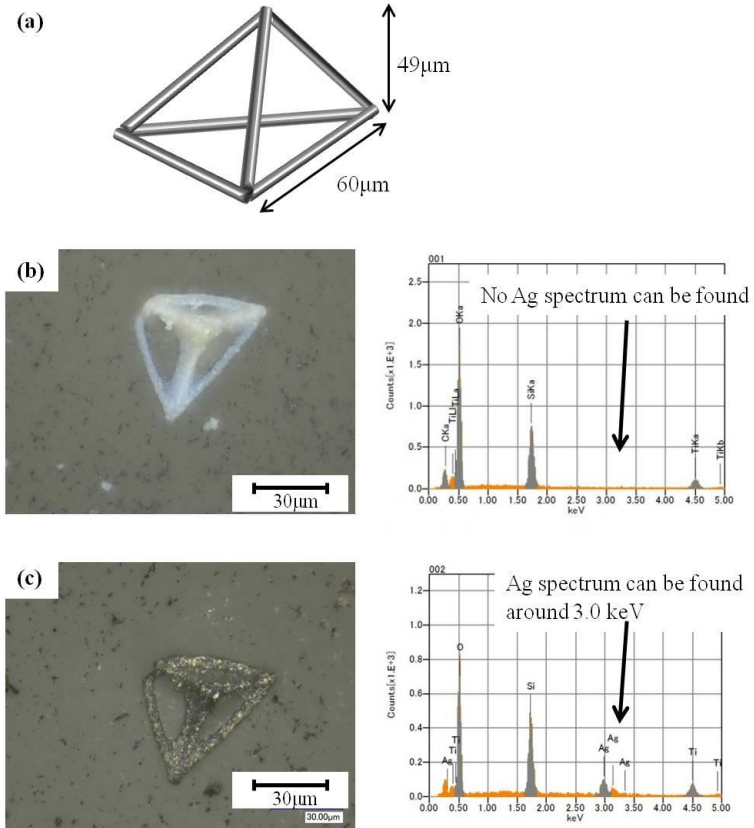 (a)
49μm
60μm
(b)
30μm
001
No Ag spectrum can be found
Counts[x1.E+3]
2.5
2.0
1.5
1.0
0.5
0.0
CKa
TiLl
TiLa
OKa
SiKa
TiKa
TiKb
0.00 0.50 1.00 1.50 2.00 2.50 3.00 3.50 4.00 4.50 5.00
keV
(c)
30μm
30.00μm
002
Ag spectrum can be found
around 3.0 keV
Counts[x1.E+3]
1.0
0.8
0.6
0.4
0.2
0.0
Ag
Ti
Ti
O
Si
Ag
Ag
Ag
Ti
Ti
0.00 0.50 1.00 1.50 2.00 2.50 3.00 3.50 4.00 4.50 5.00
keV